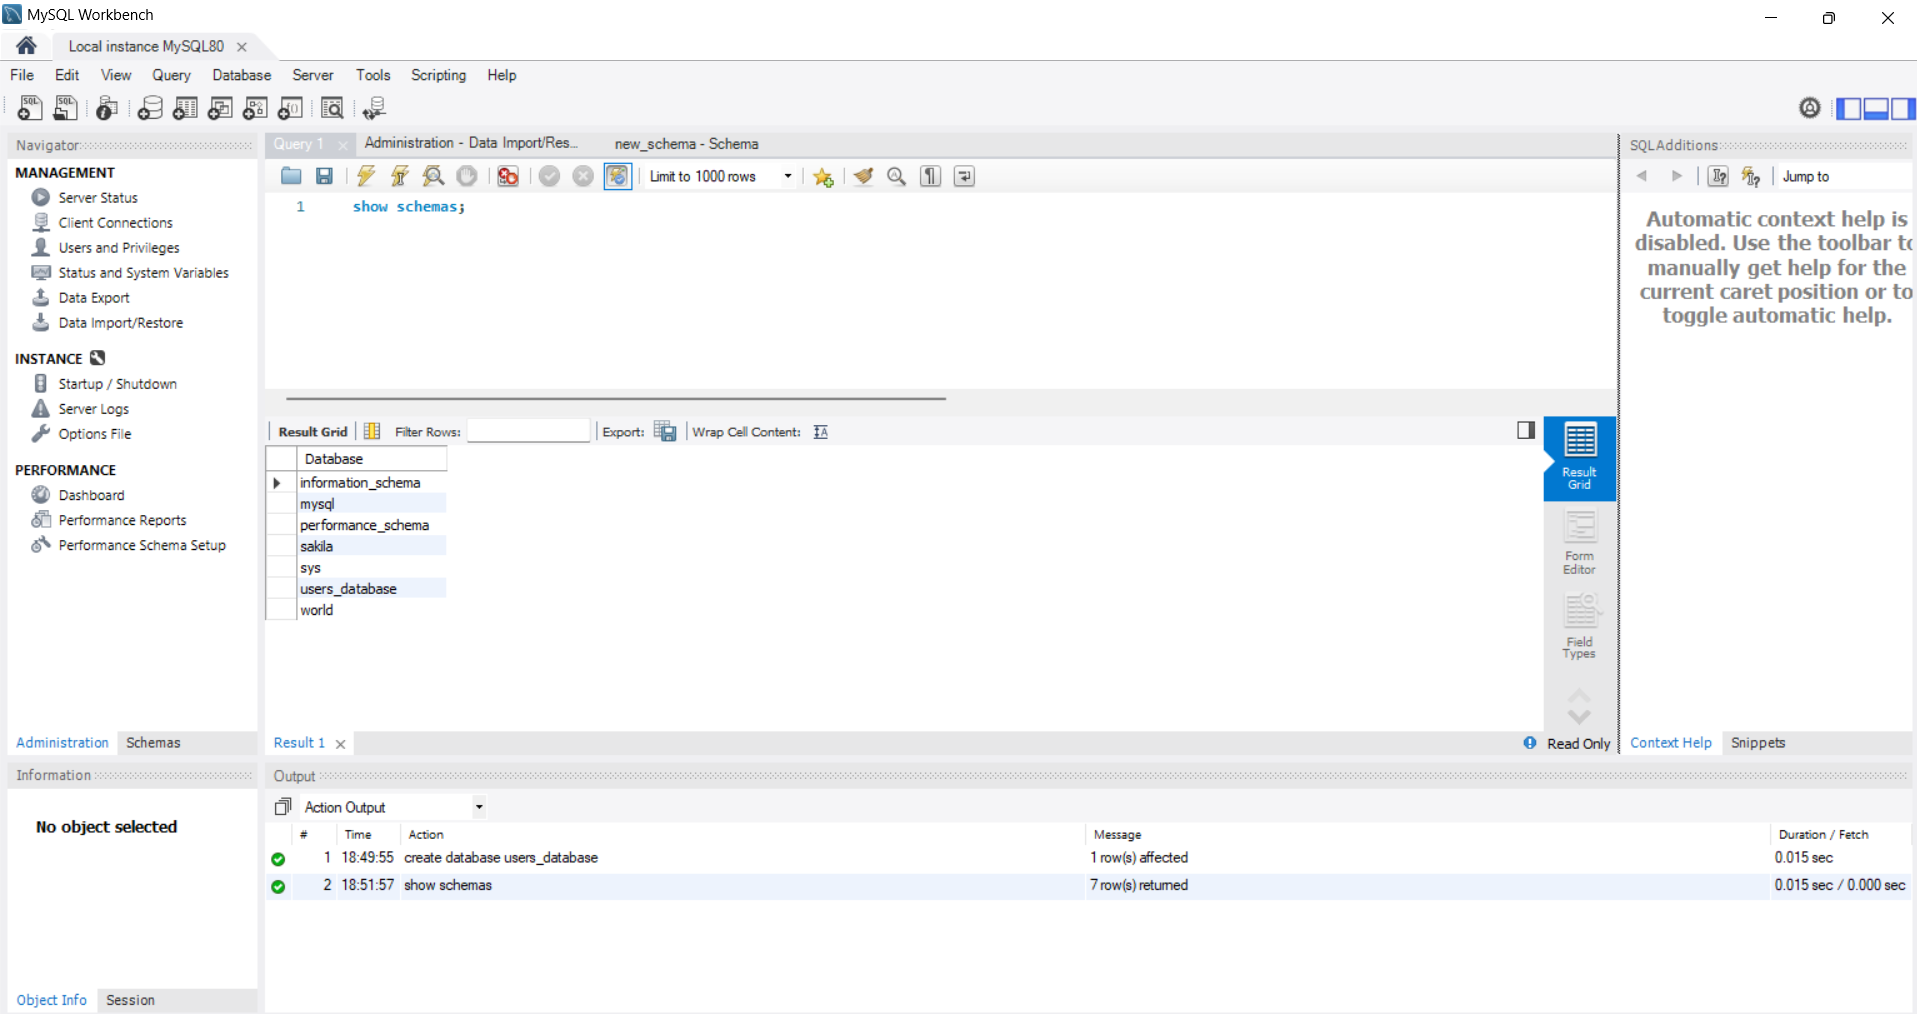 MySQL Workbench
Local instance MySQL80
File Edit View Query Database Server Tools Scripting Help
Navigator
MANAGEMENT
Server Status
Client Connections
Users and Privileges
Status and System Variables
Data Export
Data Import/Restore
INSTANCE
Startup / Shutdown
Server Logs
Options File
PERFORMANCE
Dashboard
Performance Reports
Performance Schema Setup
Administration Schemas
Query 1 Administration - Data Import/Res... new_schema - Schema
Limit to 1000 rows
1 show schemas;
Result Grid Filter Rows: Export: Wrap Cell Content:
Database
information_schema
mysql
performance_schema
sakila
sys
users_database
world
Result
Grid
Form
Editor
Field
Types
Result 1 Read Only
SQLAdditions
Jump to
Automatic context help is
disabled. Use the toolbar to
manually get help for the
current caret position or to
toggle automatic help.
Context Help Snippets
Information
No object selected
Object Info Session
Output
Action Output
# Time Action Message Duration / Fetch
1 18:49:55 create database users_database 1 row(s) affected 0.015 sec
2 18:51:57 show schemas 7 row(s) returned 0.015 sec / 0.000 sec